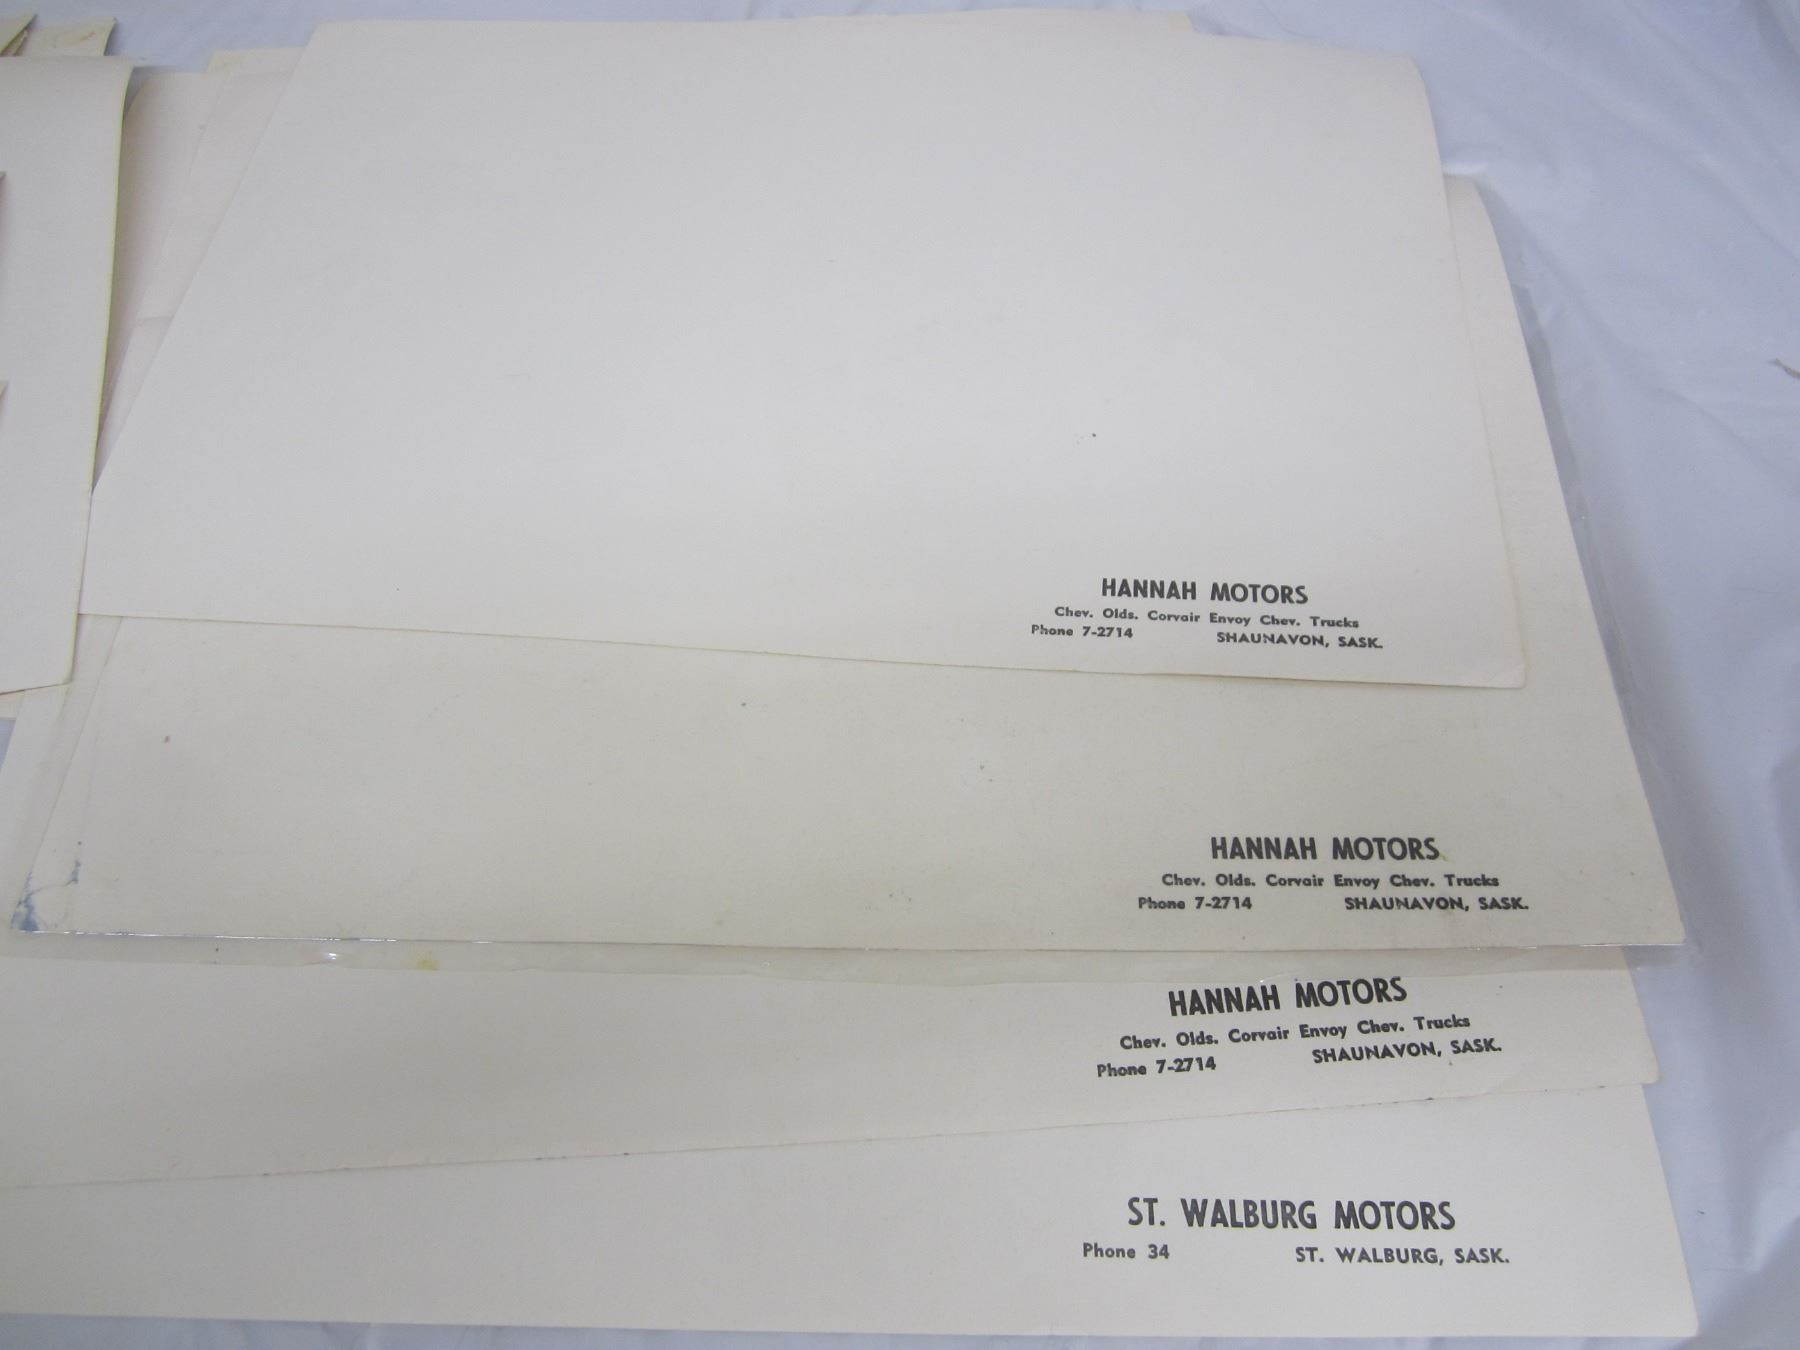 HANNAH MOTORS
Chev. Olds. Corvair Envoy Chev. Trucks
Phone 7-2714 SHAUNAVON, SASK.
HANNAH MOTORS
Chev. Olds. Corvair Envoy Chev. Trucks
Phone 7-2714 SHAUNAVON, SASK.
HANNAH MOTORS
Chev. Olds. Corvair Envoy Chev. Trucks
Phone 7-2714 SHAUNAVON, SASK.
ST. WALBURG MOTORS
Phone 34 ST. WALBURG, SASK.